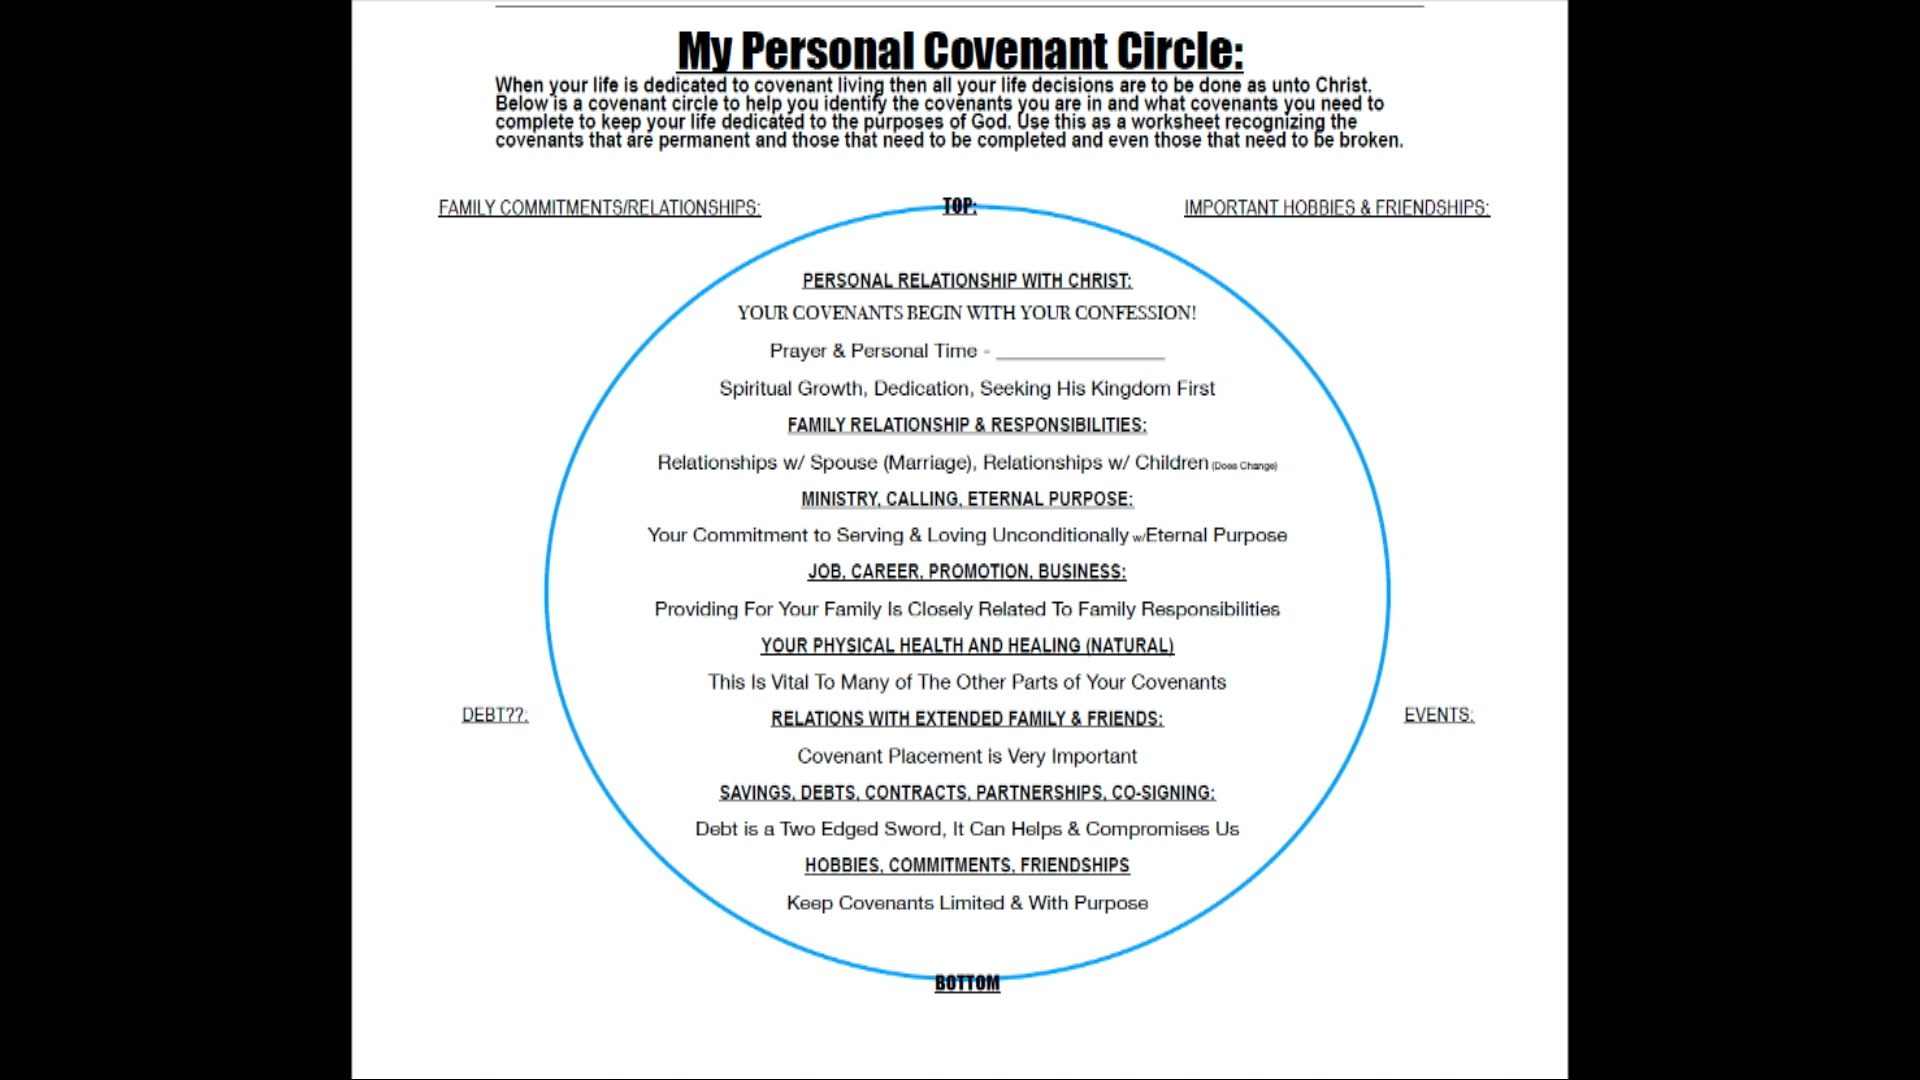 My Personal Covenant Circle:
When your life is dedicated to covenant living then all your life decisions are to be done as unto Christ.
Below is a covenant circle to help you identify the covenants you are in and what covenants you need to
complete to keep your life dedicated to the purposes of God. Use this as a worksheet recognizing the
covenants that are permanent and those that need to be completed and even those that need to be broken.
FAMILY COMMITMENTS/RELATIONSHIPS:
TOP:
IMPORTANT HOBBIES & FRIENDSHIPS:
PERSONAL RELATIONSHIP WITH CHRIST:
YOUR COVENANTS BEGIN WITH YOUR CONFESSION!
Prayer & Personal Time - ________________
Spiritual Growth, Dedication, Seeking His Kingdom First
FAMILY RELATIONSHIP & RESPONSIBILITIES:
Relationships w/ Spouse (Marriage), Relationships w/ Children (Does Change)
MINISTRY, CALLING, ETERNAL PURPOSE:
Your Commitment to Serving & Loving Unconditionally w/Eternal Purpose
JOB, CAREER, PROMOTION, BUSINESS:
Providing For Your Family Is Closely Related To Family Responsibilities
YOUR PHYSICAL HEALTH AND HEALING (NATURAL)
This Is Vital To Many of The Other Parts of Your Covenants
DEBT??:
RELATIONS WITH EXTENDED FAMILY & FRIENDS:
EVENTS:
Covenant Placement is Very Important
SAVINGS, DEBTS, CONTRACTS, PARTNERSHIPS, CO-SIGNING:
Debt is a Two Edged Sword, It Can Helps & Compromises Us
HOBBIES, COMMITMENTS, FRIENDSHIPS
Keep Covenants Limited & With Purpose
BOTTOM